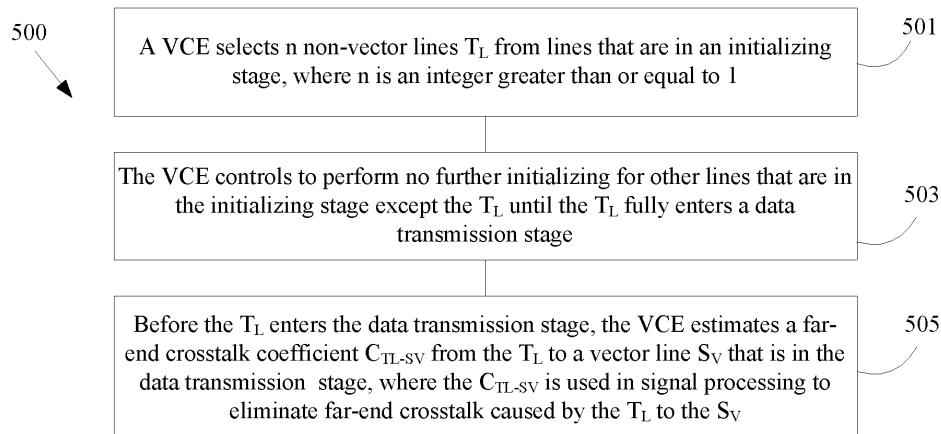 500
A VCE selects n non-vector lines T_L from lines that are in an initializing
stage, where n is an integer greater than or equal to 1
501
The VCE controls to perform no further initializing for other lines that are in
the initializing stage except the T_L until the T_L fully enters a data
transmission stage
503
Before the T_L enters the data transmission stage, the VCE estimates a far-
end crosstalk coefficient C_TL-SV from the T_L to a vector line S_V that is in the
data transmission stage, where the C_TL-SV is used in signal processing to
eliminate far-end crosstalk caused by the T_L to the S_V
505